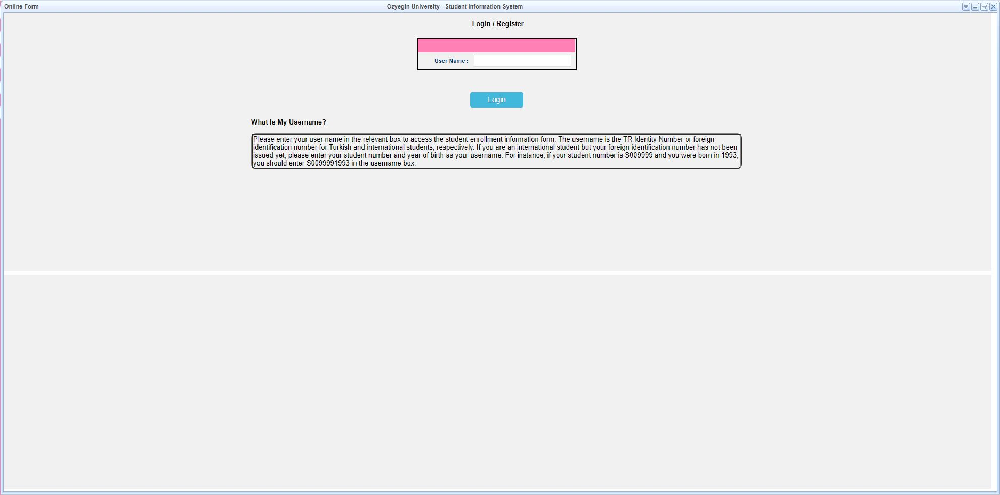 Online Form
Ozyegin University - Student Information System
Login / Register
User Name :
Login
What Is My Username?
Please enter your user name in the relevant box to access the student enrollment information form. The username is the TR Identity Number or foreign
identification number for Turkish and international students, respectively. If you are an international student but your foreign identification number has not been
issued yet, please enter your student number and year of birth as your username. For instance, if your student number is S009999 and you were born in 1993,
you should enter S0099991993 in the username box.